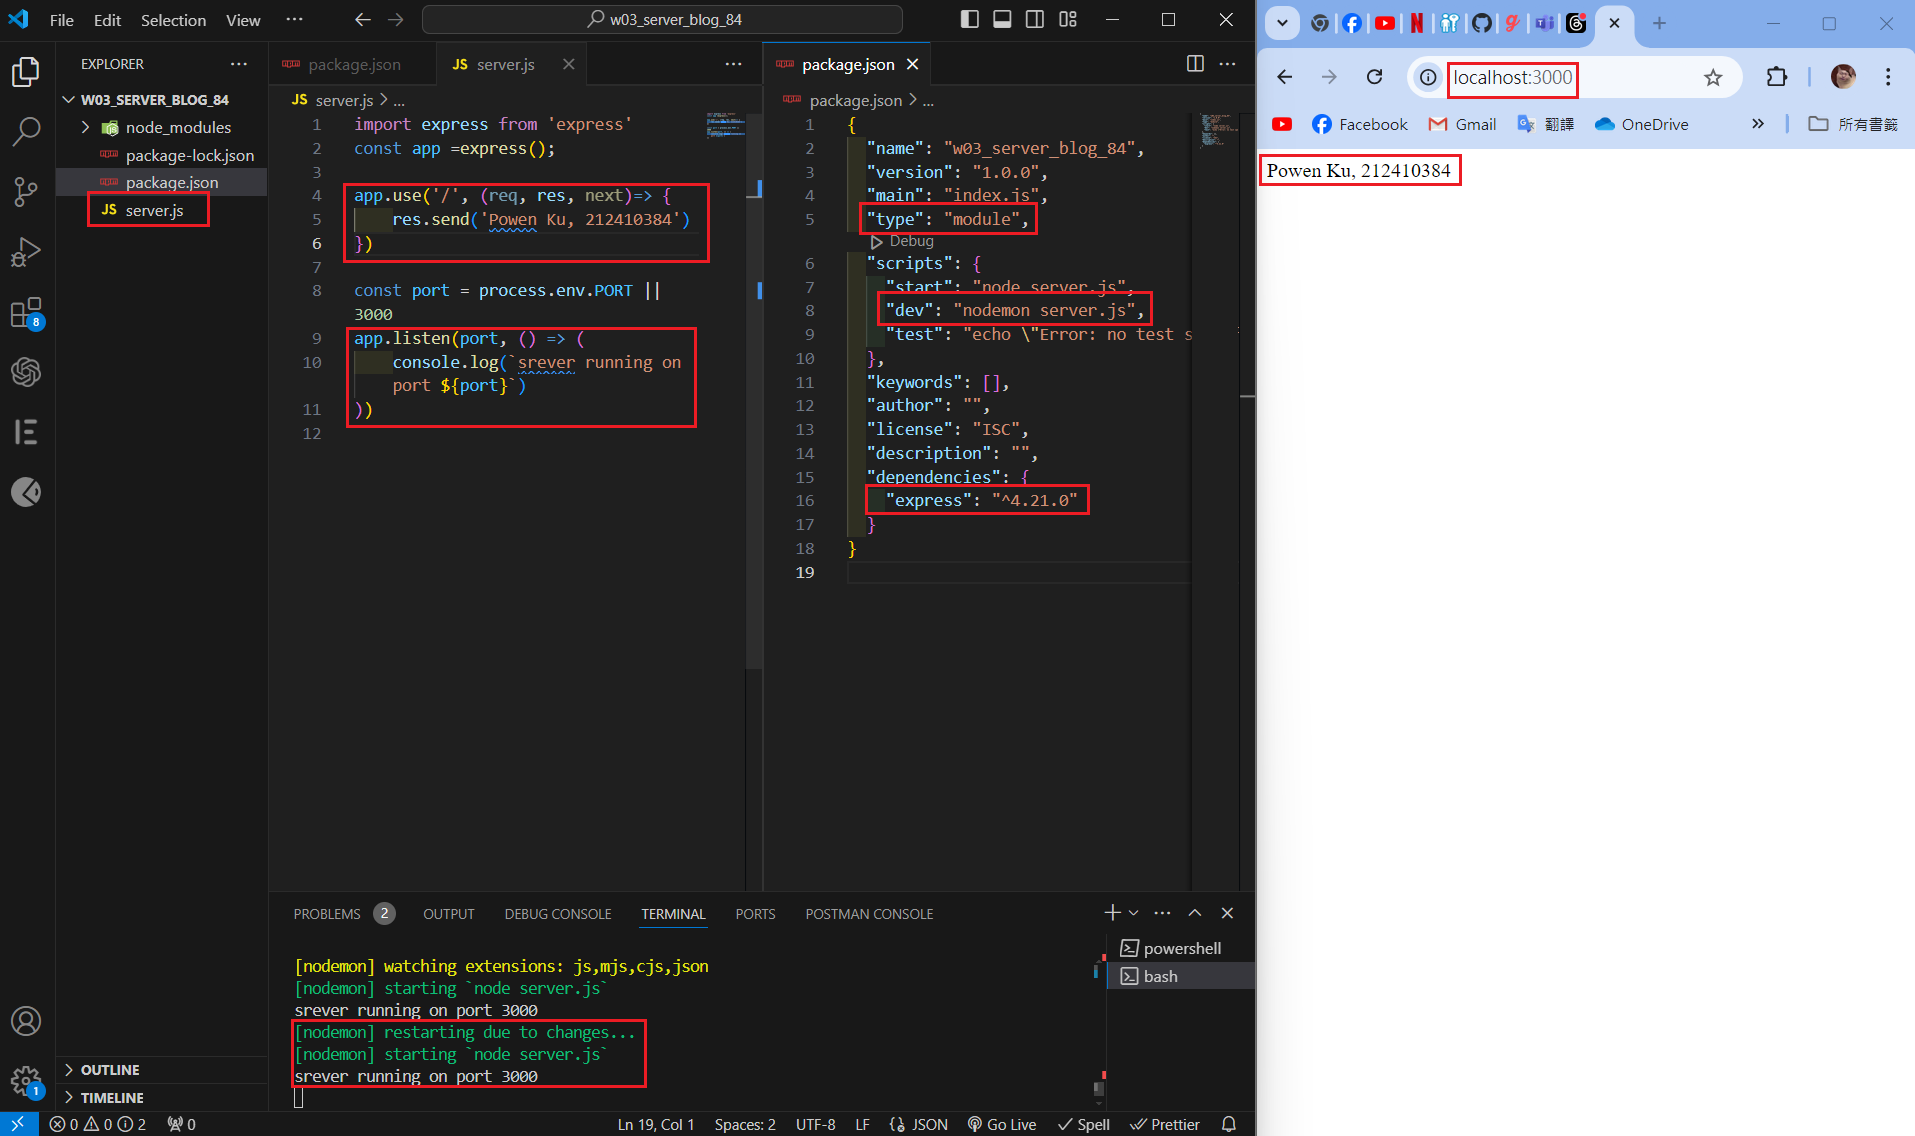 File Edit Selection View ··· w03_server_blog_84
EXPLORER ···
W03_SERVER_BLOG_84
node_modules
package-lock.json
package.json
JS server.js
OUTLINE
TIMELINE
8
1
package.json JS server.js ···
JS server.js > ...
1 import express from 'express'
2 const app =express();
3
4 app.use('/', (req, res, next)=> {
5 res.send('Powen Ku, 212410384')
6 })
7
8 const port = process.env.PORT ||
3000
9 app.listen(port, () => (
10 console.log(`srever running on
port ${port}`)
11 ))
12
package.json ···
package.json > ...
1 {
2 "name": "w03_server_blog_84",
3 "version": "1.0.0",
4 "main": "index.js",
5 "type": "module",
Debug
6 "scripts": {
7 "start": "node server.js",
8 "dev": "nodemon server.js",
9 "test": "echo \"Error: no test s
10 },
11 "keywords": [],
12 "author": "",
13 "license": "ISC",
14 "description": "",
15 "dependencies": {
16 "express": "^4.21.0"
17 }
18 }
19
PROBLEMS 2 OUTPUT DEBUG CONSOLE TERMINAL PORTS POSTMAN CONSOLE
[nodemon] watching extensions: js,mjs,cjs,json
[nodemon] starting `node server.js`
srever running on port 3000
[nodemon] restarting due to changes...
[nodemon] starting `node server.js`
srever running on port 3000
powershell
bash
0 0 2 0 Ln 19, Col 1 Spaces: 2 UTF-8 LF JSON Go Live Spell Prettier
localhost:3000
Facebook Gmail 翻譯 OneDrive » 所有書籤
Powen Ku, 212410384